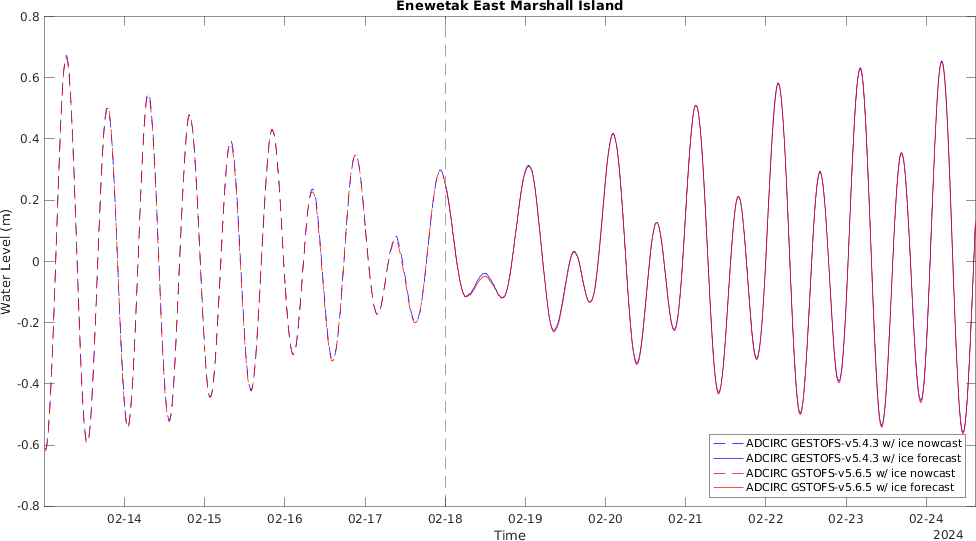 Enewetak East Marshall Island
0.8
0.6
0.4
0.2
0
-0.2
-0.4
-0.6
-0.8
Water Level (m)
ADCIRC GESTOFS-v5.4.3 w/ ice nowcast
ADCIRC GESTOFS-v5.4.3 w/ ice forecast
ADCIRC GSTOFS-v5.6.5 w/ ice nowcast
ADCIRC GSTOFS-v5.6.5 w/ ice forecast
02-14 02-15 02-16 02-17 02-18 02-19 02-20 02-21 02-22 02-23 02-24
Time
2024